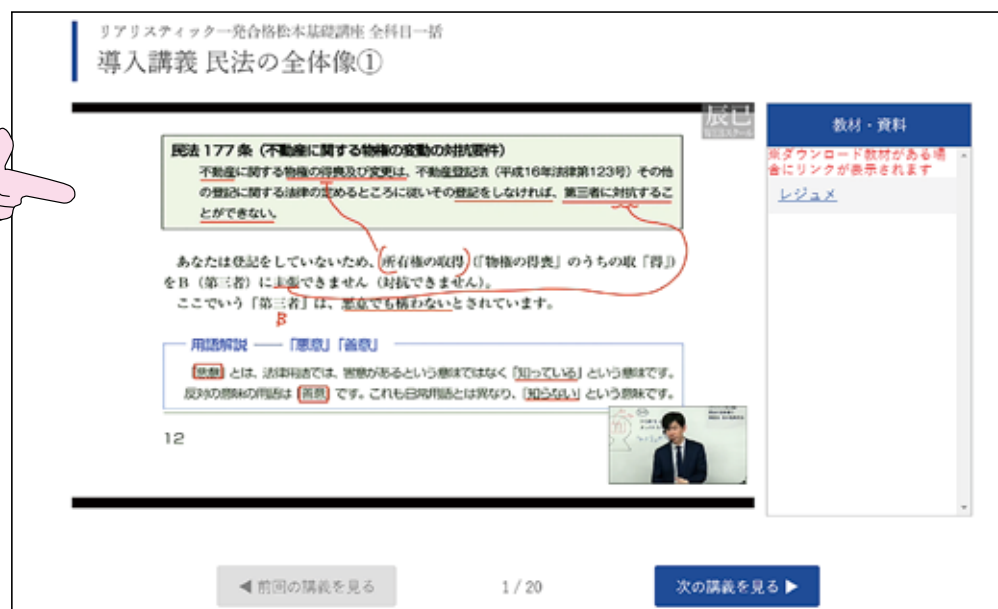 リアリスティック一発合格松本基礎講座 全科目一括
導入講義 民法の全体像①
辰已
教材・資料
※ダウンロード教材がある場
合にリンクが表示されます
レジュメ
民法 177 条（不動産に関する物権の変動の対抗要件）
不動産に関する物権の得喪及び変更は、不動産登記法（平成16年法律第123号）その他
の登記に関する法律の定めるところに従いその登記をしなければ、第三者に対抗するこ
とができない。
あなたは登記をしていないため、所有権の取得（「物権の得喪」のうちの取「得」）
をB（第三者）に主張できません（対抗できません）。
ここでいう「第三者」は、悪意でも構わないとされています。
B
用語解説 ――「悪意」「善意」
「悪意」とは、法律用語では、害意があるという意味ではなく「知っている」という意味です。
反対の意味の用語は「善意」です。これも日常用語とは異なり、「知らない」という意味です。
12
◀ 前回の講義を見る
1 / 20
次の講義を見る ▶